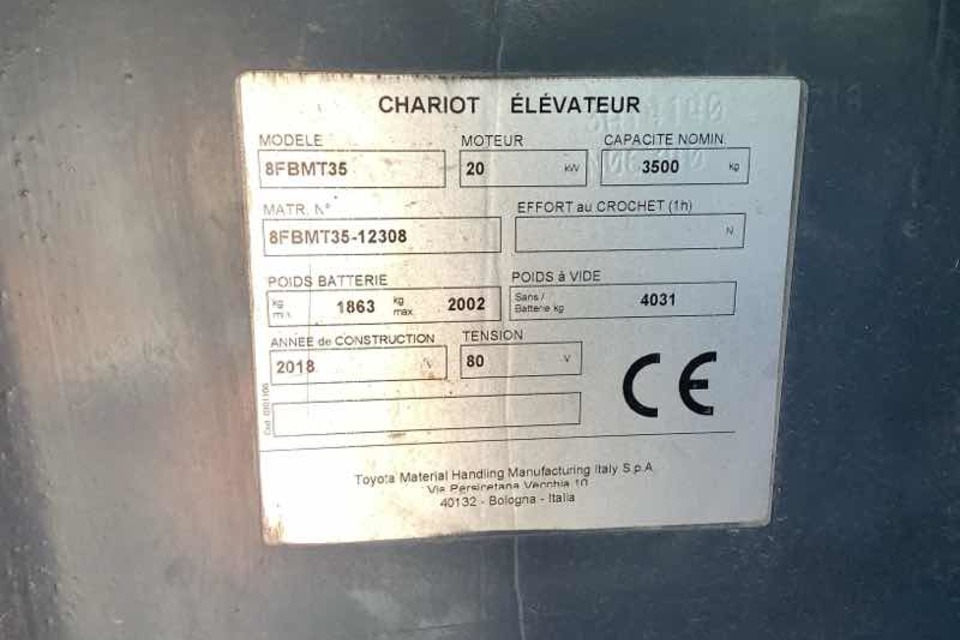 CHARIOT ÉLÉVATEUR
MODELE MOTEUR CAPACITE NOMIN.
8FBMT35 20 kW 3500 kg
MATR. N° EFFORT au CROCHET (1h)
8FBMT35-12308 N
POIDS BATTERIE POIDS à VIDE
kg min. 1863 kg max. 2002 Sans / Batterie kg 4031
ANNÉE de CONSTRUCTION TENSION
2018 80 V
CE
Toyota Material Handling Manufacturing Italy S.p.A.
Via Persicetana Vecchia 10
40132 - Bologna - Italia